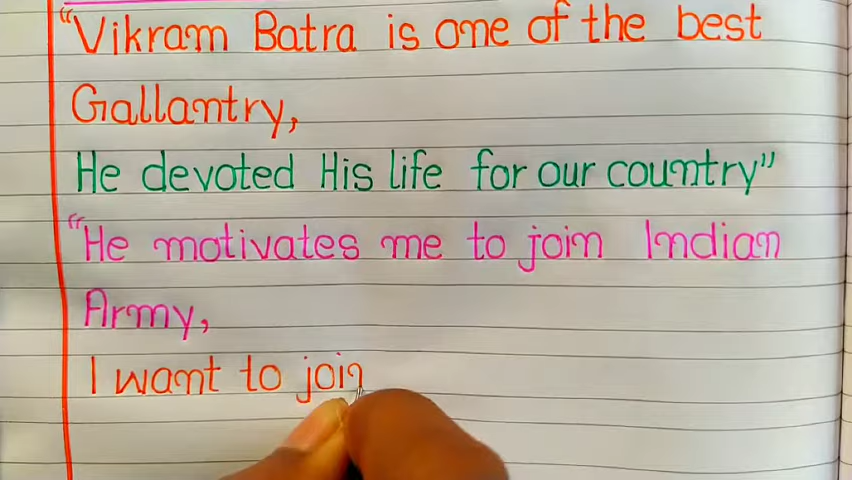 “Vikram Batra is one of the best
Gallantry,
He devoted His life for our country”
“He motivates me to join Indian
Army,
I want to join